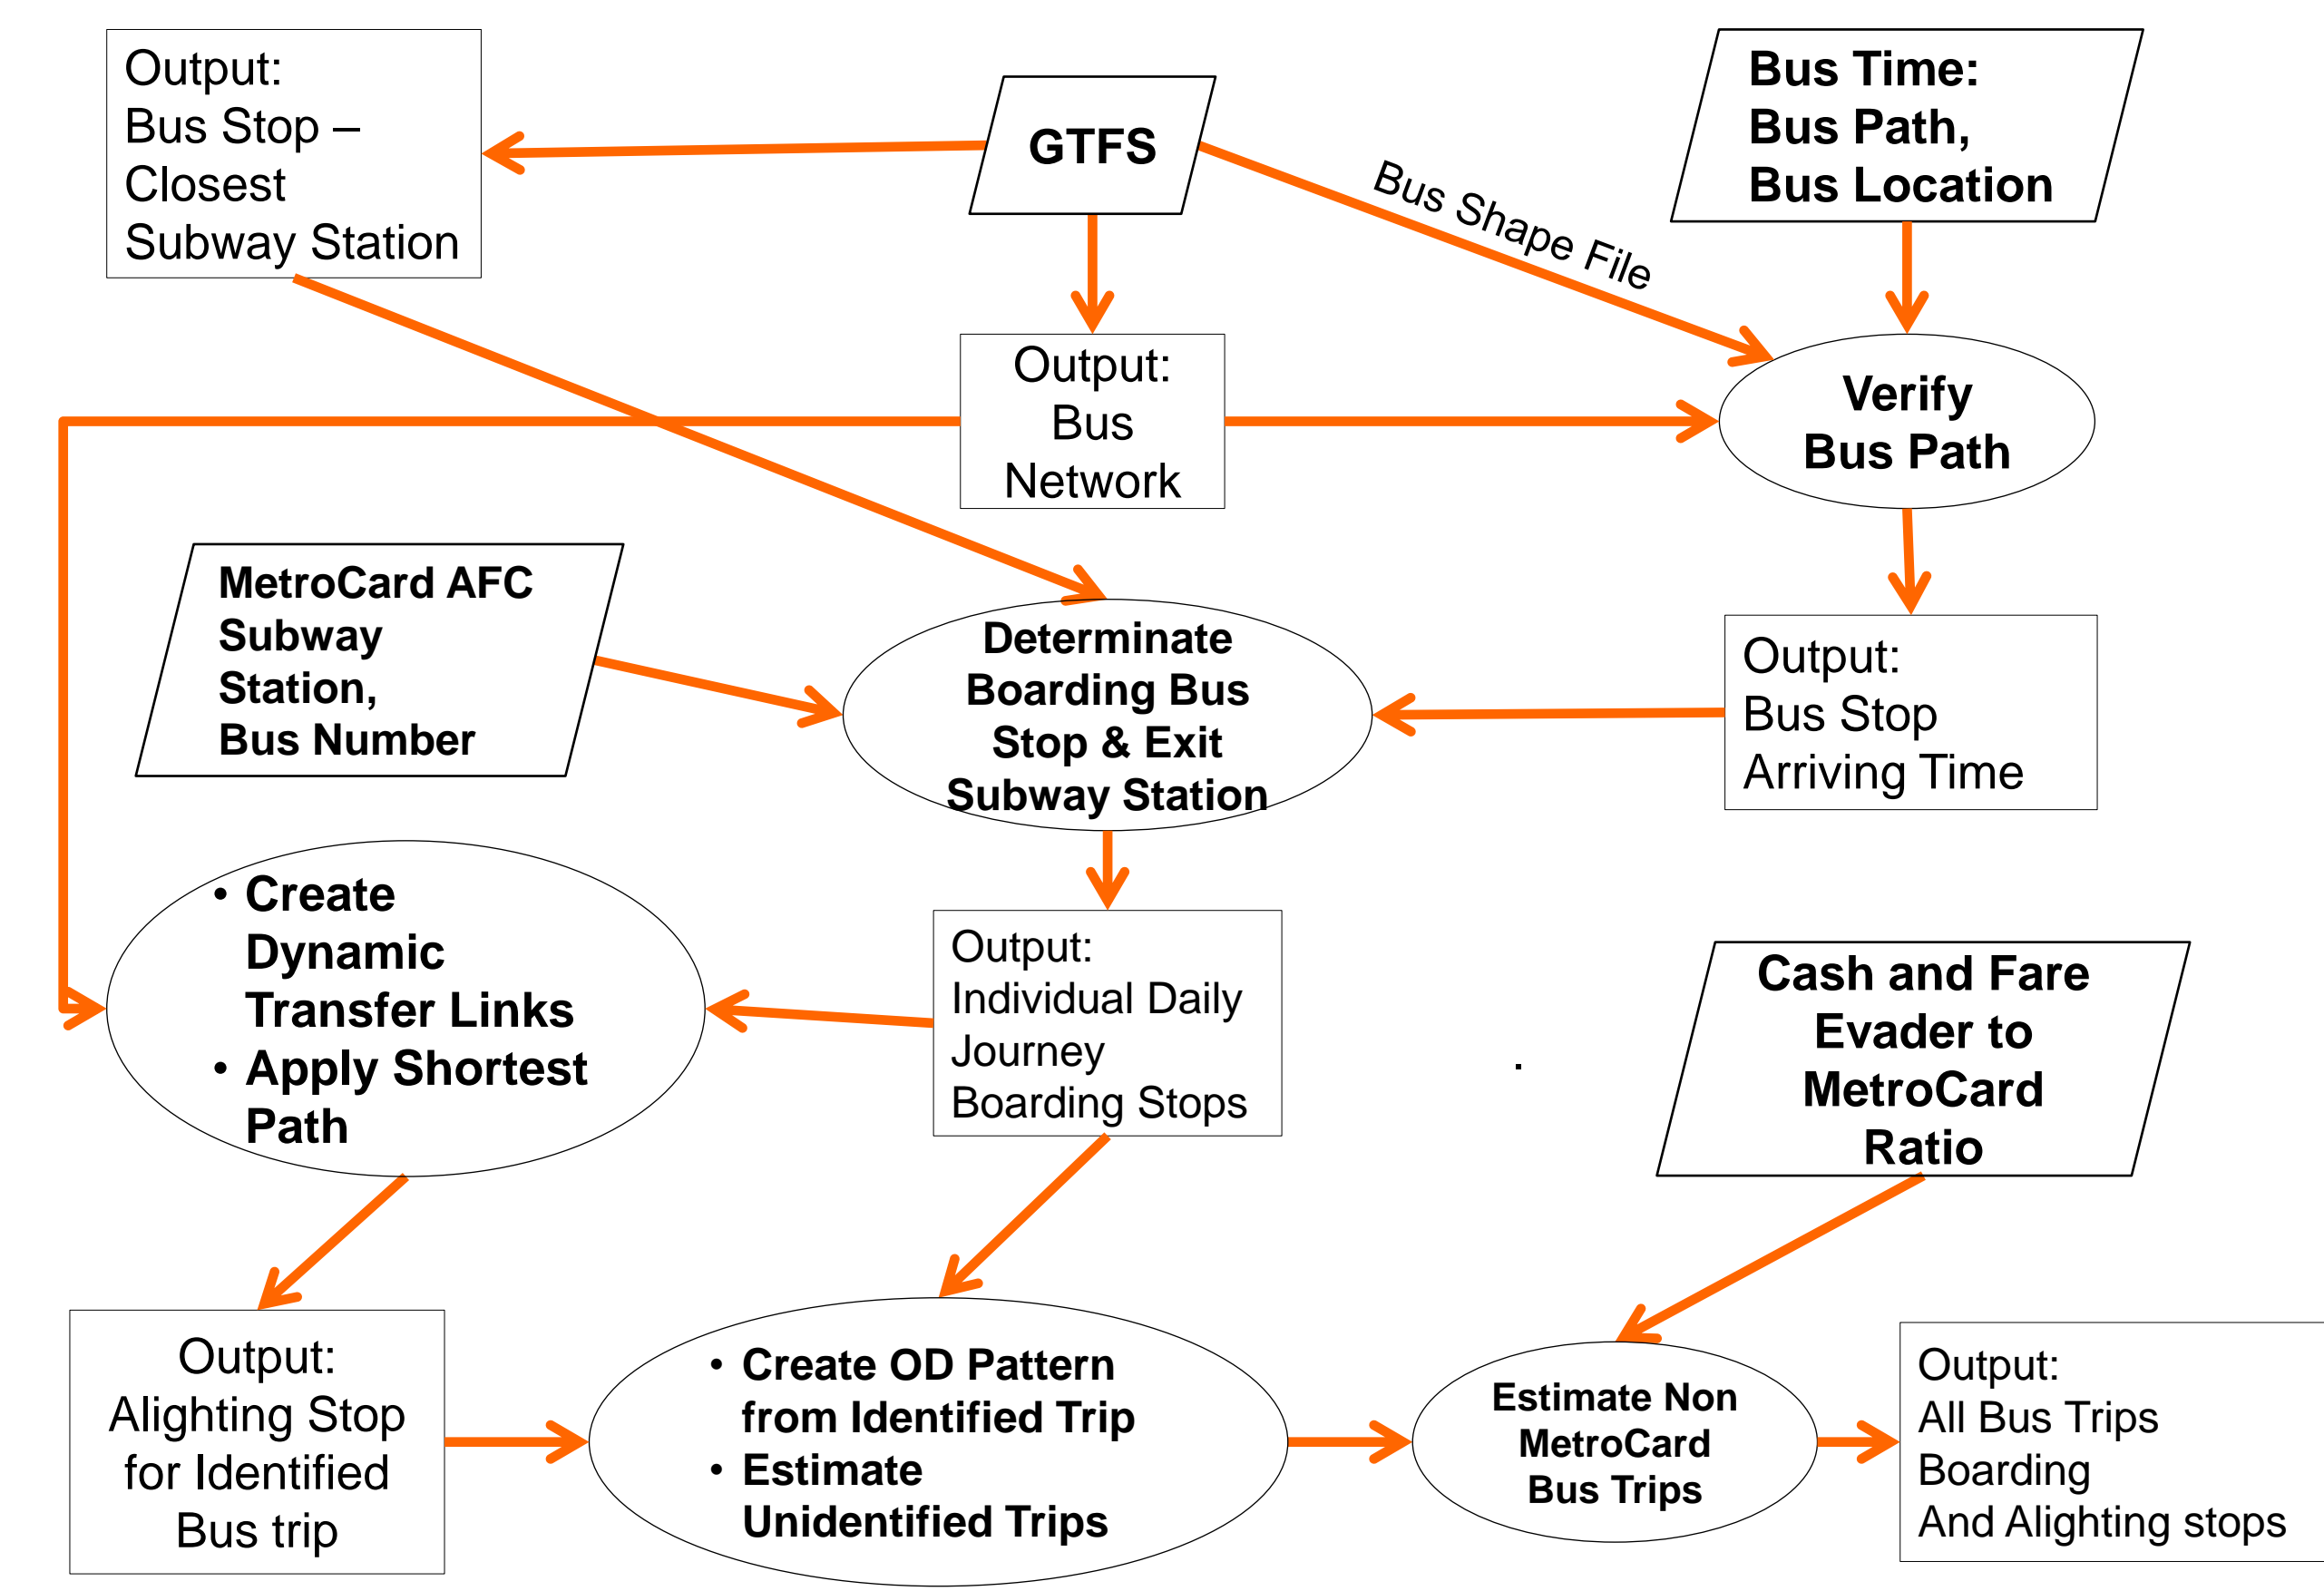 Output:
Bus Stop –
Closest
Subway Station
GTFS
Bus Shape File
Bus Time:
Bus Path,
Bus Location
Output:
Bus
Network
Verify
Bus Path
MetroCard AFC
Subway
Station,
Bus Number
Determinate
Boarding Bus
Stop & Exit
Subway Station
Output:
Bus Stop
Arriving Time
• Create
Dynamic
Transfer Links
• Apply Shortest
Path
Output:
Individual Daily
Journey
Boarding Stops
.
Cash and Fare
Evader to
MetroCard
Ratio
Output:
Alighting Stop
for Identified
Bus trip
• Create OD Pattern
from Identified Trip
• Estimate
Unidentified Trips
Estimate Non
MetroCard
Bus Trips
Output:
All Bus Trips
Boarding
And Alighting stops